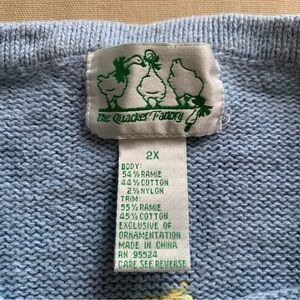 The Quacker Factory
2X
BODY:
54% RAMIE
44% COTTON
2% NYLON
TRIM:
55% RAMIE
45% COTTON
EXCLUSIVE OF
ORNAMENTATION
MADE IN CHINA
RN 95524
CARE SEE REVERSE